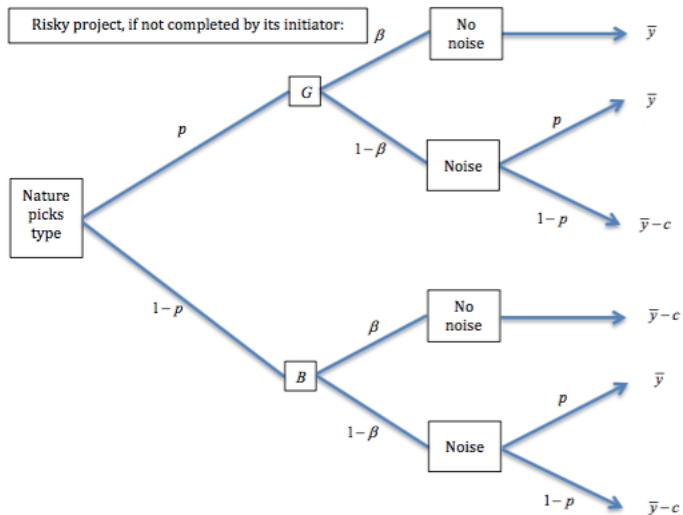 Risky project, if not completed by its initiator:
β
No
noise
y̅
G
p
1−β
Noise
p
y̅
1−p
y̅−c
Nature
picks
type
1−p
β
No
noise
y̅−c
B
1−β
Noise
p
y̅
1−p
y̅−c